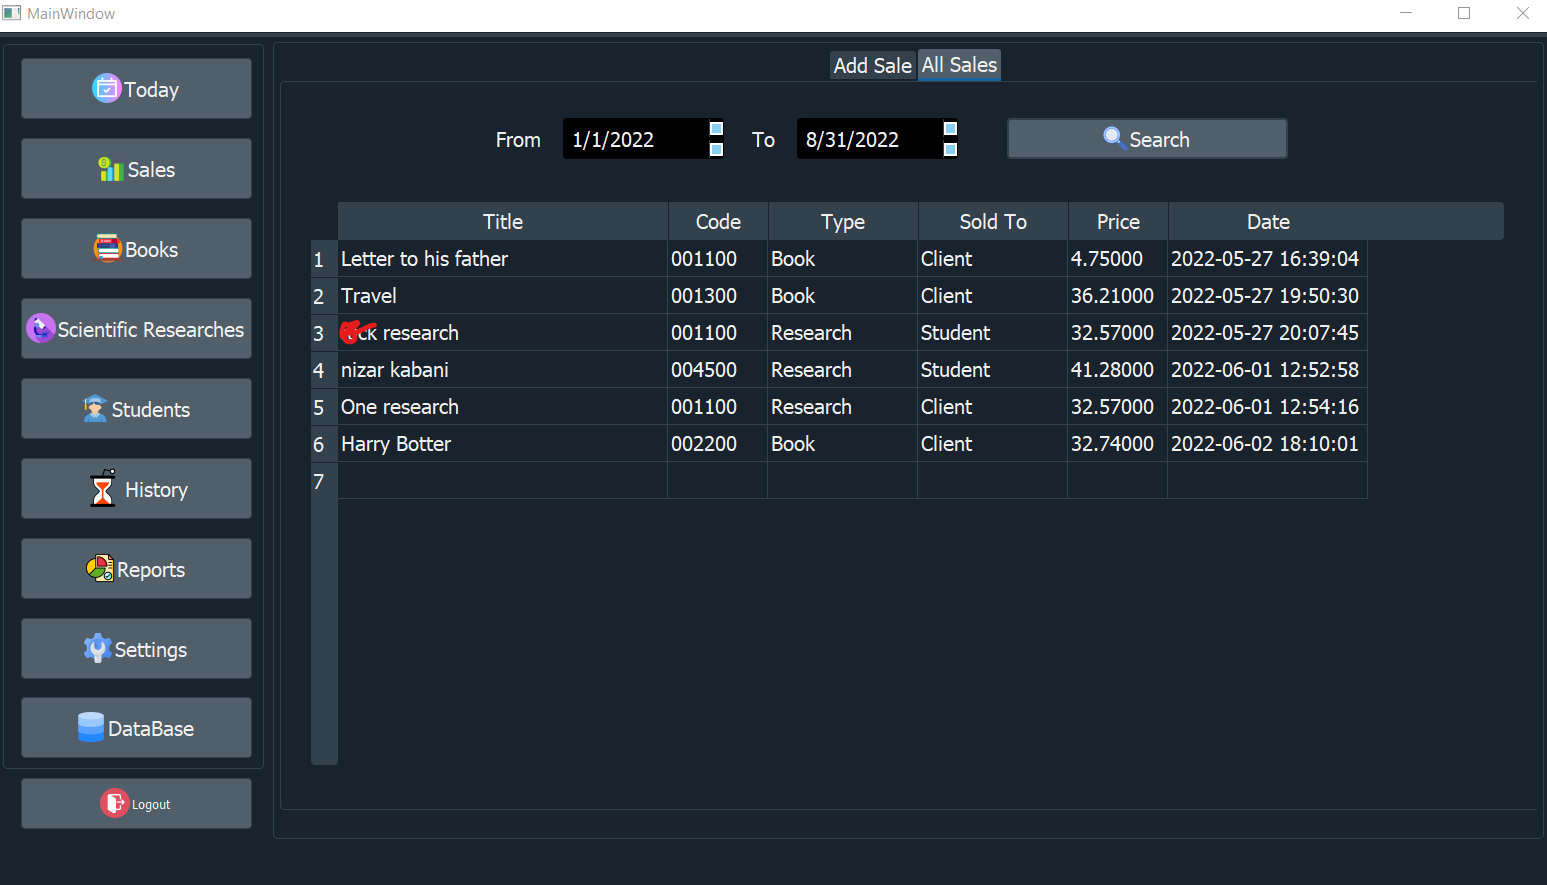 MainWindow
Today
Sales
Books
Scientific Researches
Students
History
Reports
Settings
DataBase
Logout
Add Sale All Sales
From 1/1/2022 To 8/31/2022 Search
Title Code Type Sold To Price Date
1 Letter to his father 001100 Book Client 4.75000 2022-05-27 16:39:04
2 Travel 001300 Book Client 36.21000 2022-05-27 19:50:30
3 research 001100 Research Student 32.57000 2022-05-27 20:07:45
4 nizar kabani 004500 Research Student 41.28000 2022-06-01 12:52:58
5 One research 001100 Research Client 32.57000 2022-06-01 12:54:16
6 Harry Botter 002200 Book Client 32.74000 2022-06-02 18:10:01
7